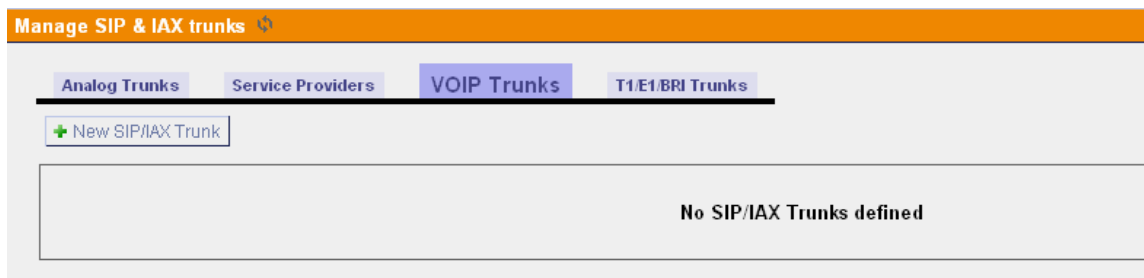 Manage SIP & IAX trunks
Analog Trunks Service Providers VOIP Trunks T1/E1/BRI Trunks
New SIP/IAX Trunk
No SIP/IAX Trunks defined